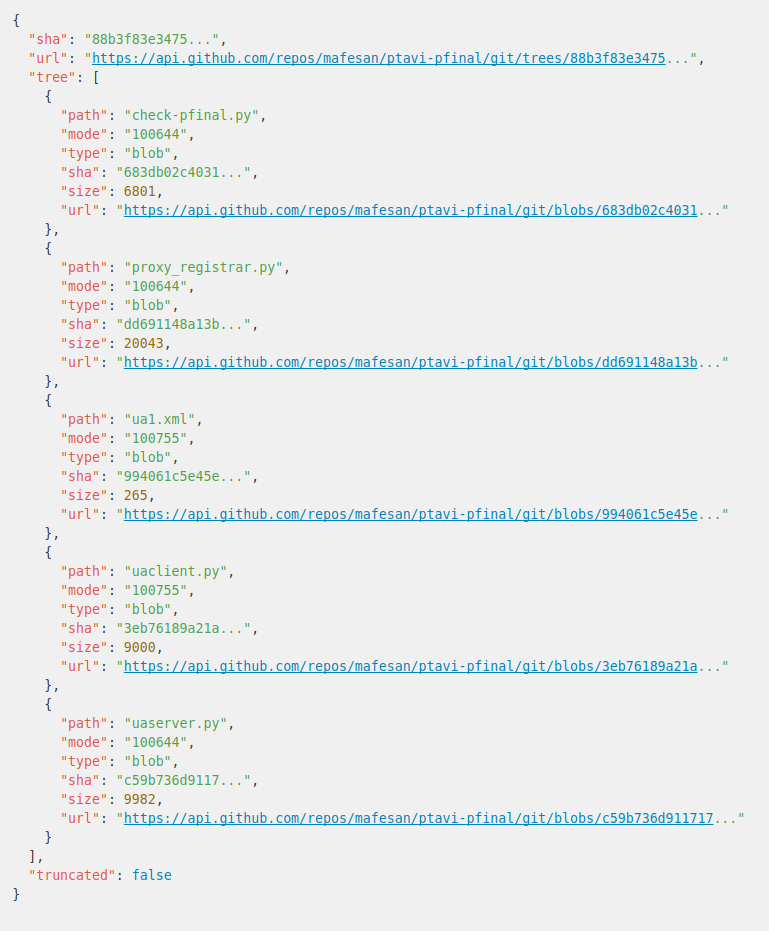 {
  "sha": "88b3f83e3475...",
  "url": "https://api.github.com/repos/mafesan/ptavi-pfinal/git/trees/88b3f83e3475...",
  "tree": [
    {
      "path": "check-pfinal.py",
      "mode": "100644",
      "type": "blob",
      "sha": "683db02c4031...",
      "size": 6801,
      "url": "https://api.github.com/repos/mafesan/ptavi-pfinal/git/blobs/683db02c4031..."
    },
    {
      "path": "proxy_registrar.py",
      "mode": "100644",
      "type": "blob",
      "sha": "dd691148a13b...",
      "size": 20043,
      "url": "https://api.github.com/repos/mafesan/ptavi-pfinal/git/blobs/dd691148a13b..."
    },
    {
      "path": "ua1.xml",
      "mode": "100755",
      "type": "blob",
      "sha": "994061c5e45e...",
      "size": 265,
      "url": "https://api.github.com/repos/mafesan/ptavi-pfinal/git/blobs/994061c5e45e..."
    },
    {
      "path": "uaclient.py",
      "mode": "100755",
      "type": "blob",
      "sha": "3eb76189a21a...",
      "size": 9000,
      "url": "https://api.github.com/repos/mafesan/ptavi-pfinal/git/blobs/3eb76189a21a..."
    },
    {
      "path": "uaserver.py",
      "mode": "100644",
      "type": "blob",
      "sha": "c59b736d9117...",
      "size": 9982,
      "url": "https://api.github.com/repos/mafesan/ptavi-pfinal/git/blobs/c59b736d911717..."
    }
  ],
  "truncated": false
}